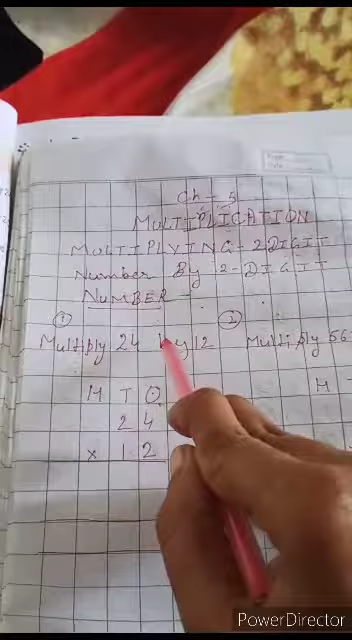 Ch - 5
MULTIPLICATION
MULTIPLYING - 2 DIGIT
Number By 2 - DIGIT
NUMBER -
① ②
Multiply 24 by 12 Multiply 56
H T O H
2 4
x 1 2
PowerDirector